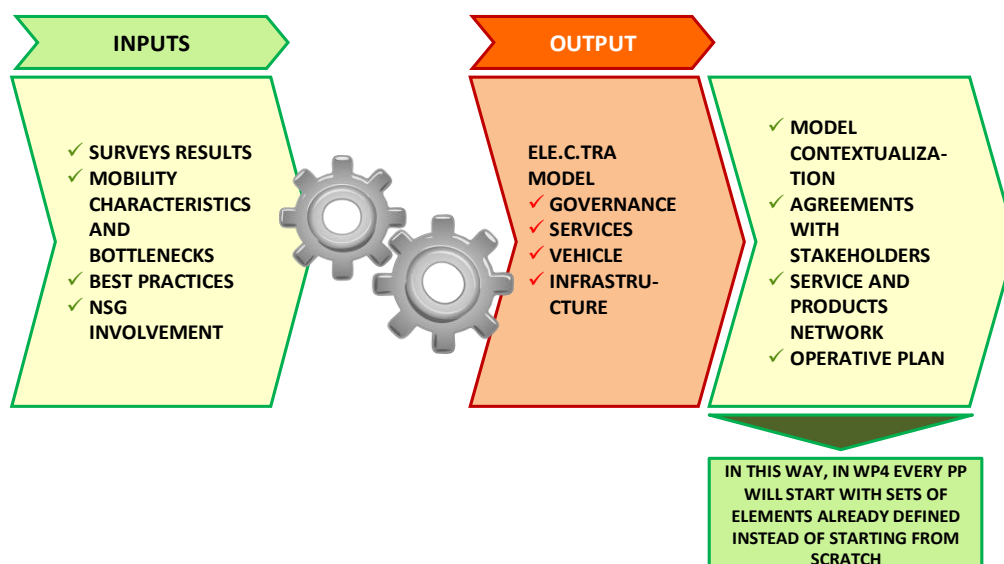 INPUTS
OUTPUT
✓ SURVEYS RESULTS
✓ MOBILITY
CHARACTERISTICS
AND
BOTTLENECKS
✓ BEST PRACTICES
✓ NSG
INVOLVEMENT
ELE.C.TRA
MODEL
✓ GOVERNANCE
✓ SERVICES
✓ VEHICLE
✓ INFRASTRU-
CTURE
✓ MODEL
CONTEXTUALIZA-
TION
✓ AGREEMENTS
WITH
STAKEHOLDERS
✓ SERVICE AND
PRODUCTS
NETWORK
✓ OPERATIVE PLAN
IN THIS WAY, IN WP4 EVERY PP
WILL START WITH SETS OF
ELEMENTS ALREADY DEFINED
INSTEAD OF STARTING FROM
SCRATCH